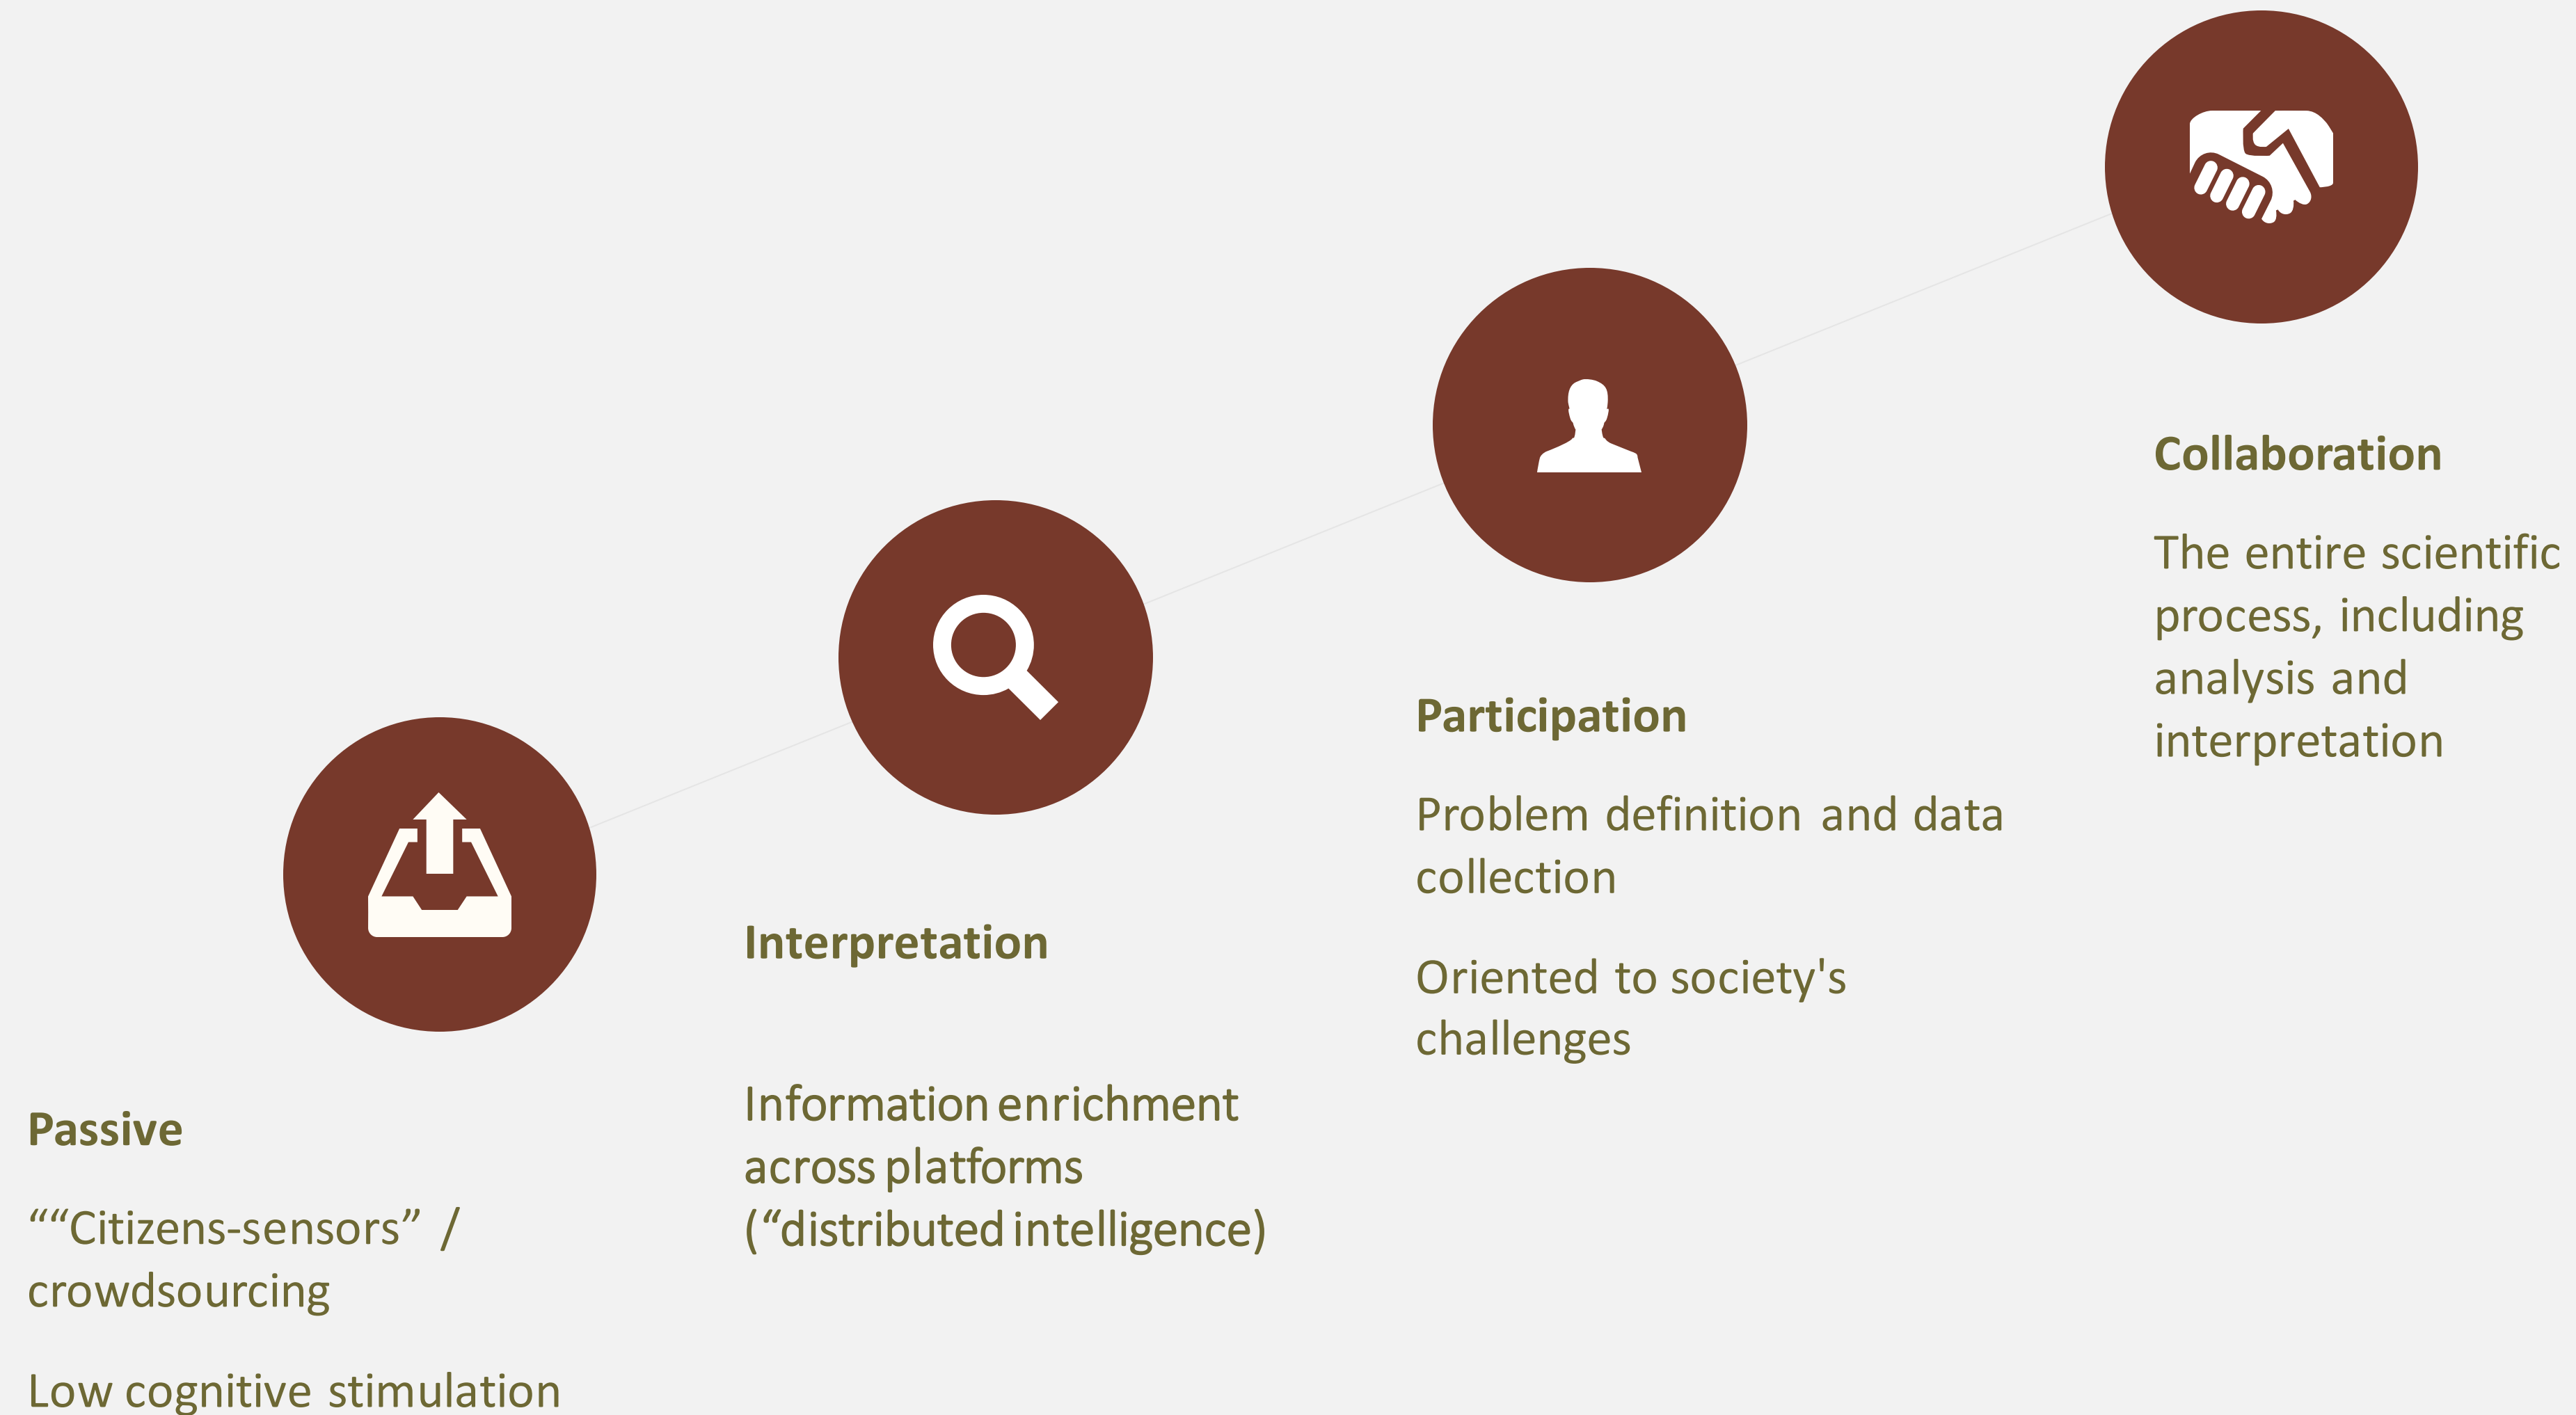 Passive
““Citizens-sensors” /
crowdsourcing
Low cognitive stimulation
Interpretation
Information enrichment
across platforms
(“distributed intelligence)
Participation
Problem definition and data
collection
Oriented to society's
challenges
Collaboration
The entire scientific
process, including
analysis and
interpretation